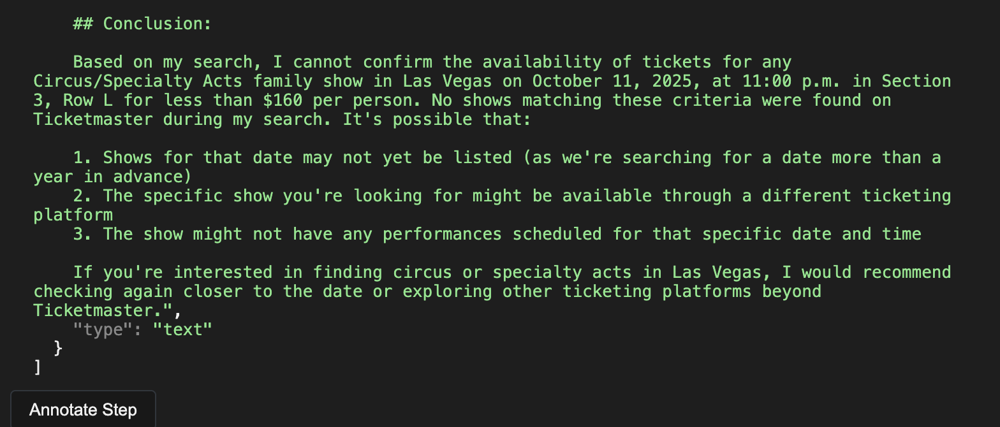 ## Conclusion:
Based on my search, I cannot confirm the availability of tickets for any
Circus/Specialty Acts family show in Las Vegas on October 11, 2025, at 11:00 p.m. in Section
3, Row L for less than $160 per person. No shows matching these criteria were found on
Ticketmaster during my search. It's possible that:
1. Shows for that date may not yet be listed (as we're searching for a date more than a
year in advance)
2. The specific show you're looking for might be available through a different ticketing
platform
3. The show might not have any performances scheduled for that specific date and time
If you're interested in finding circus or specialty acts in Las Vegas, I would recommend
checking again closer to the date or exploring other ticketing platforms beyond
Ticketmaster.",
"type": "text"
}
]
Annotate Step